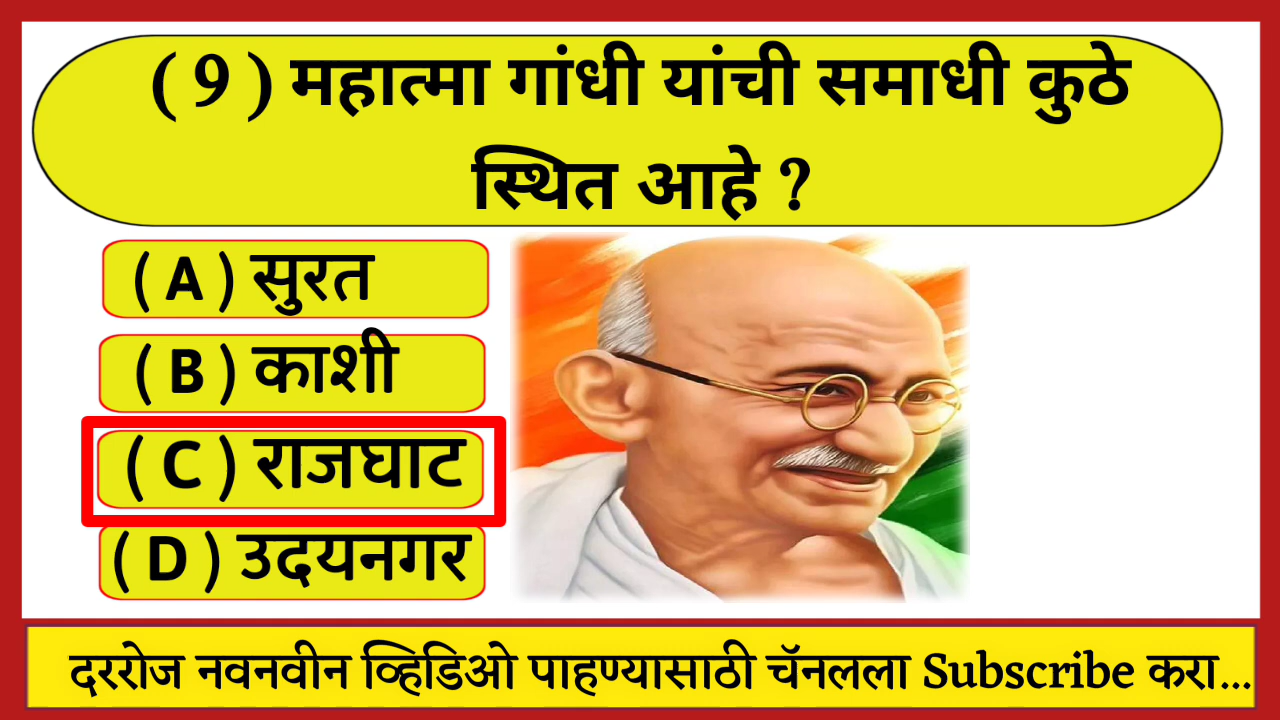 ( 9 ) महात्मा गांधी यांची समाधी कुठे
स्थित आहे ?
( A ) सुरत
( B ) काशी
( C ) राजघाट
( D ) उदयनगर
दररोज नवनवीन व्हिडिओ पाहण्यासाठी चॅनलला Subscribe करा...